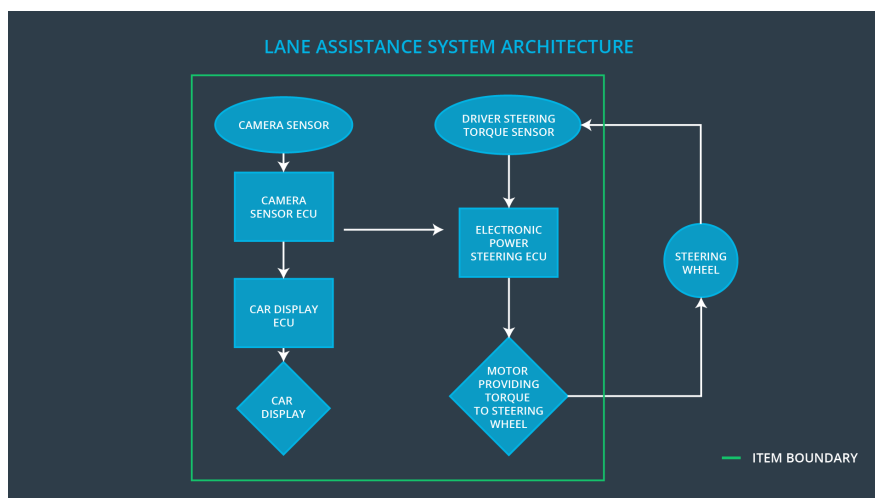 LANE ASSISTANCE SYSTEM ARCHITECTURE
CAMERA SENSOR
CAMERA
SENSOR ECU
CAR DISPLAY
ECU
CAR
DISPLAY
DRIVER STEERING
TORQUE SENSOR
ELECTRONIC
POWER
STEERING ECU
MOTOR
PROVIDING
TORQUE
TO STEERING
WHEEL
STEERING
WHEEL
ITEM BOUNDARY